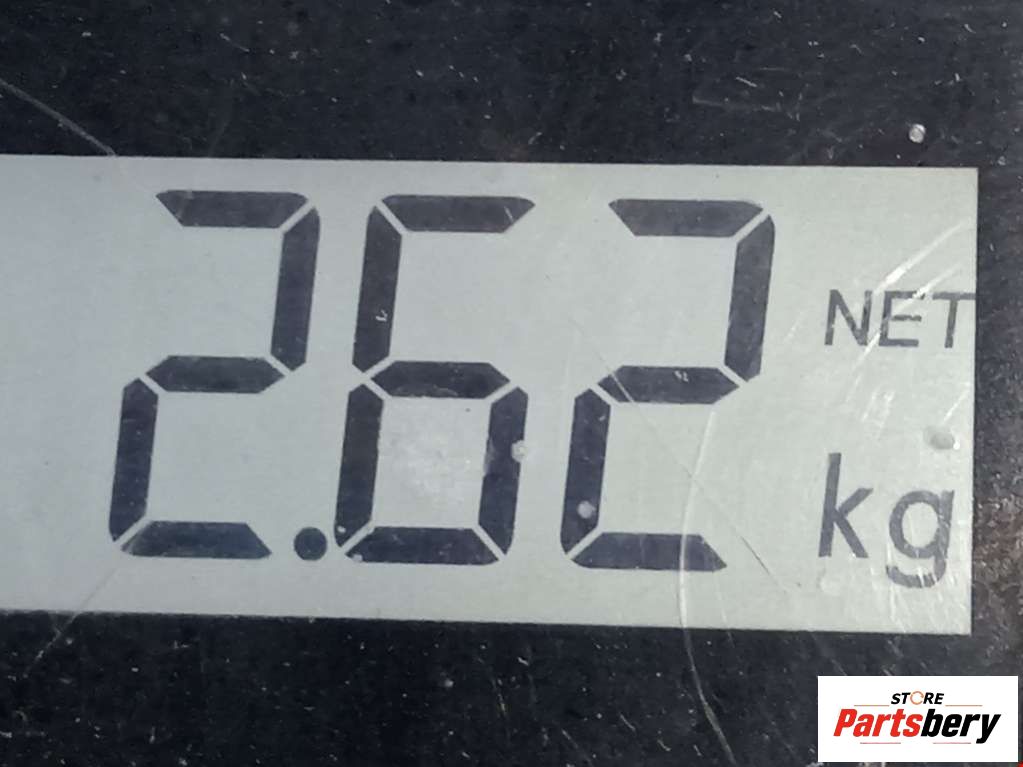 2.62
NET
kg
STORE
Partsbery